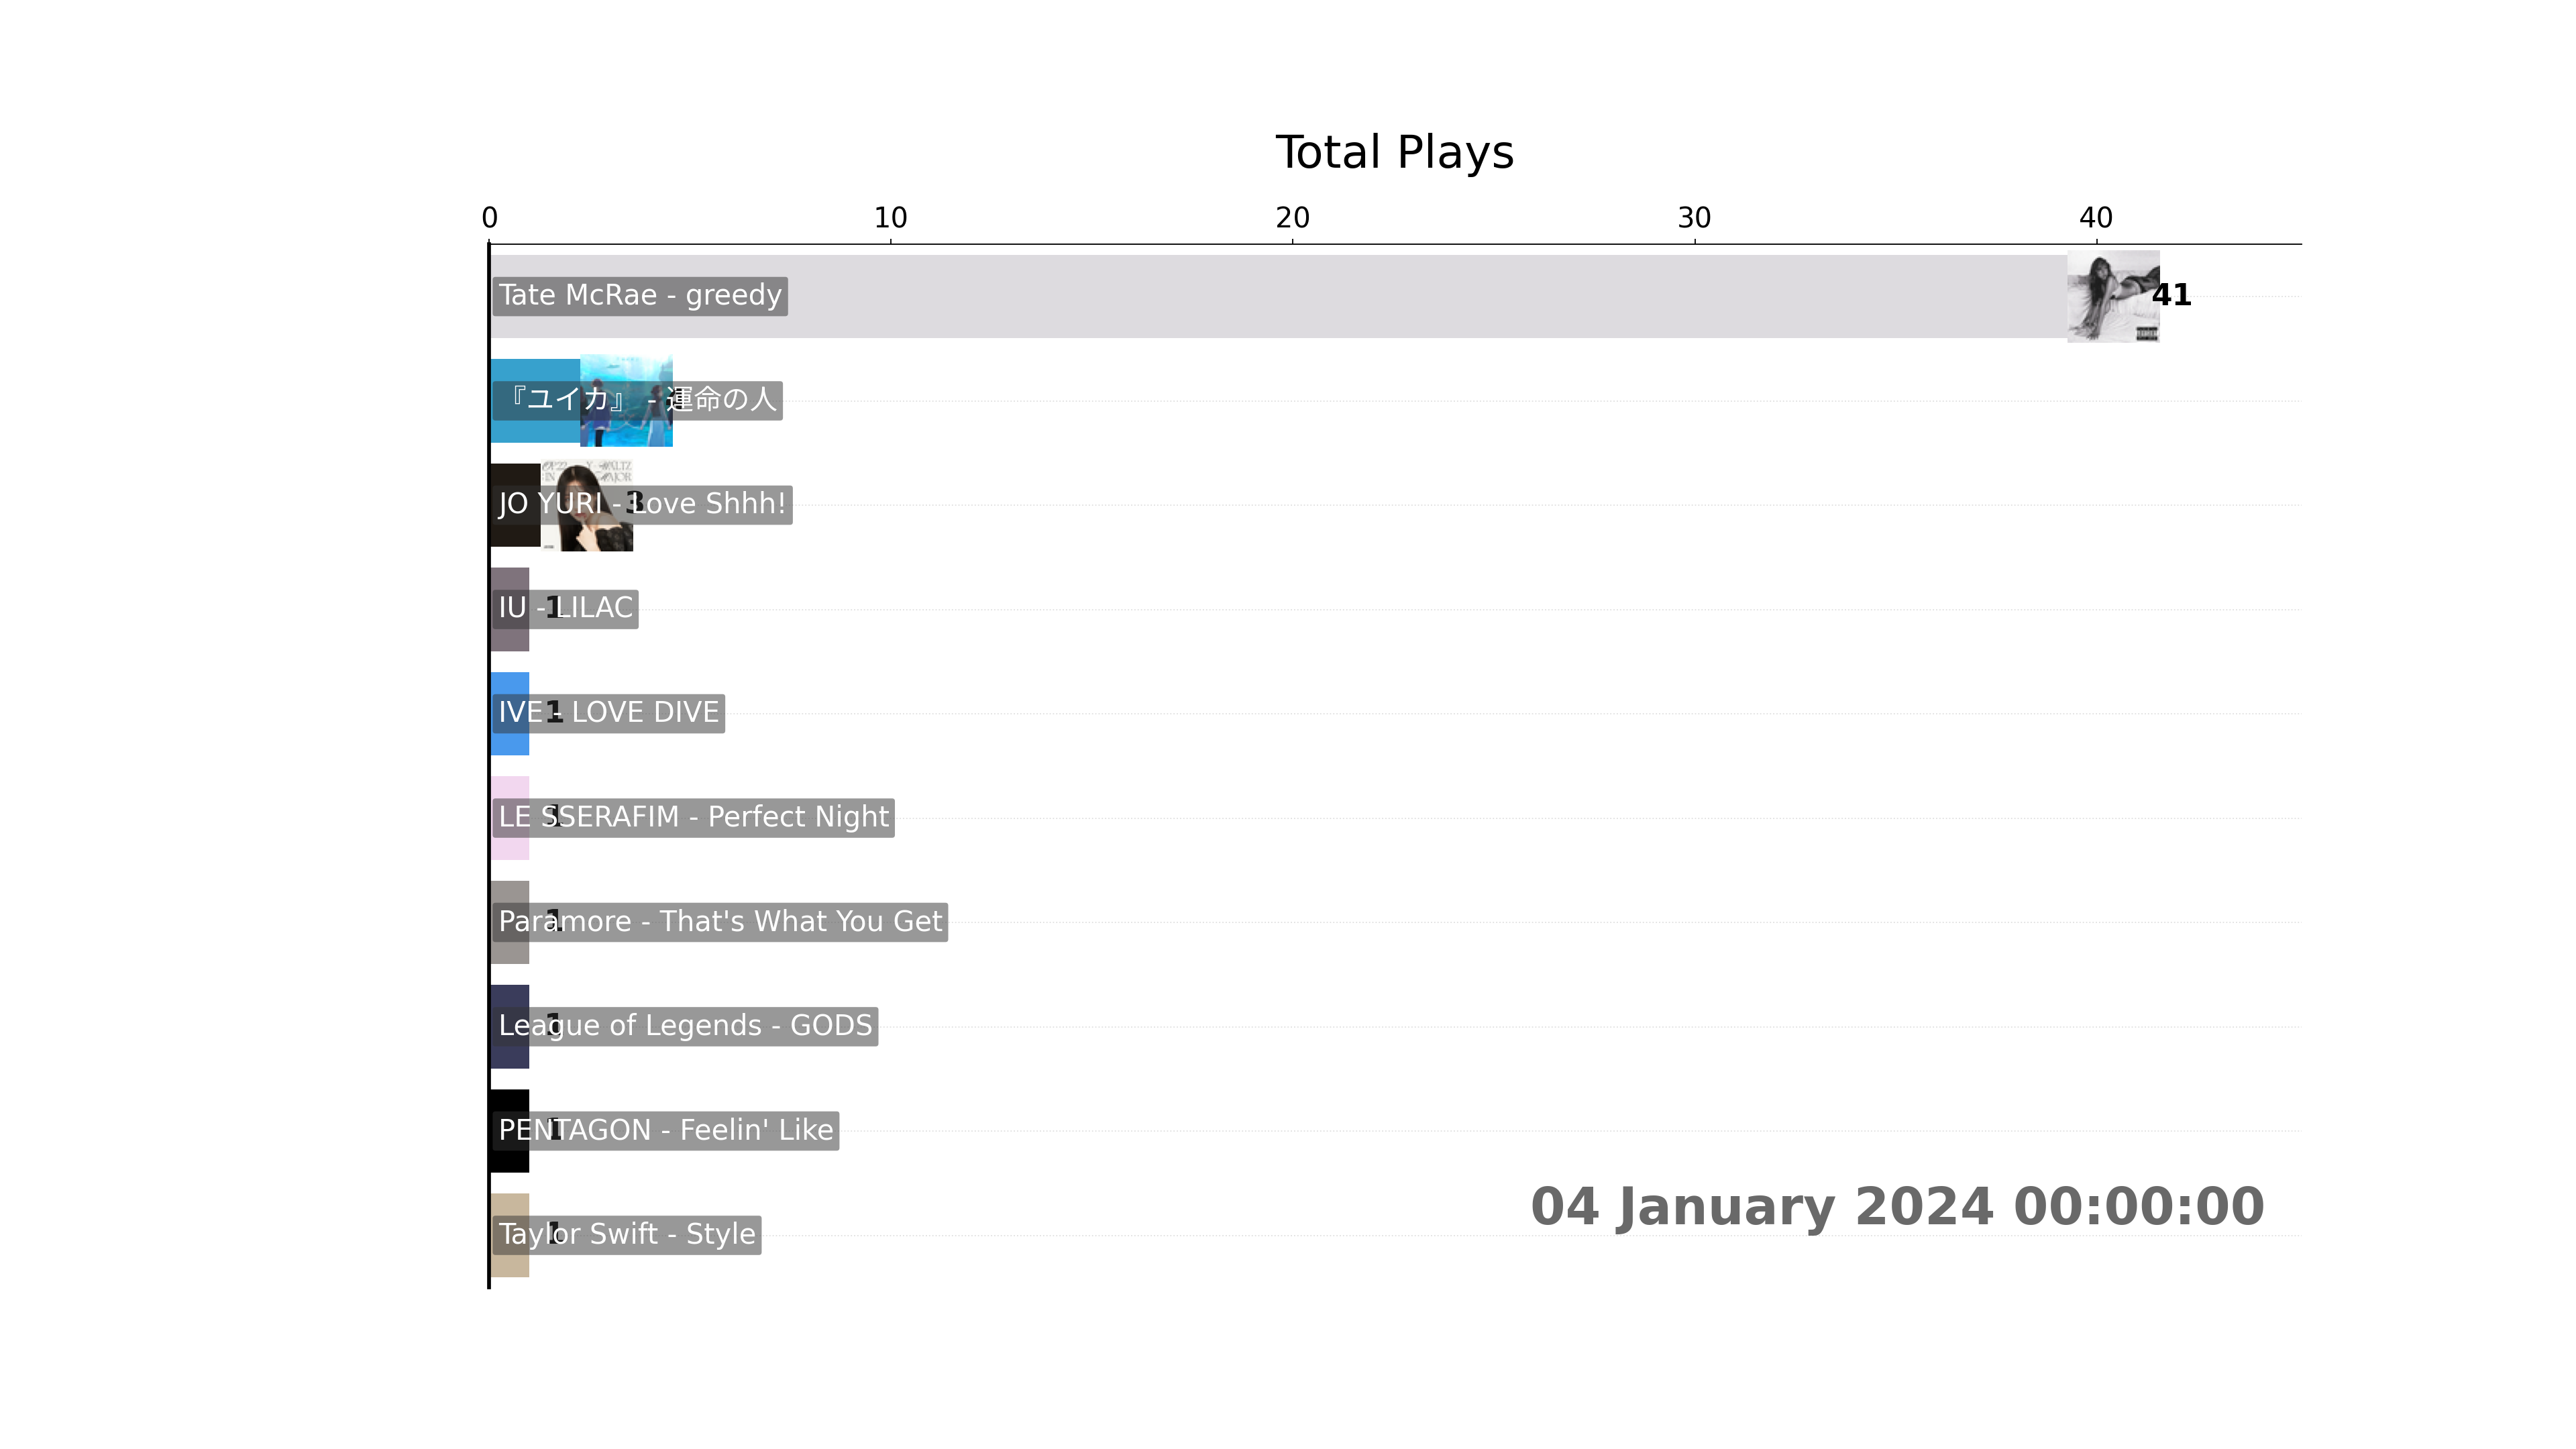 Total Plays
0 10 20 30 40
Tate McRae - greedy 41
『ユイカ』 - 運命の人
JO YURI - Love Shhh! 3
IU - LILAC 1
IVE - LOVE DIVE 1
LE SSERAFIM - Perfect Night 1
Paramore - That's What You Get 1
League of Legends - GODS 1
PENTAGON - Feelin' Like 1
Taylor Swift - Style 1
04 January 2024 00:00:00